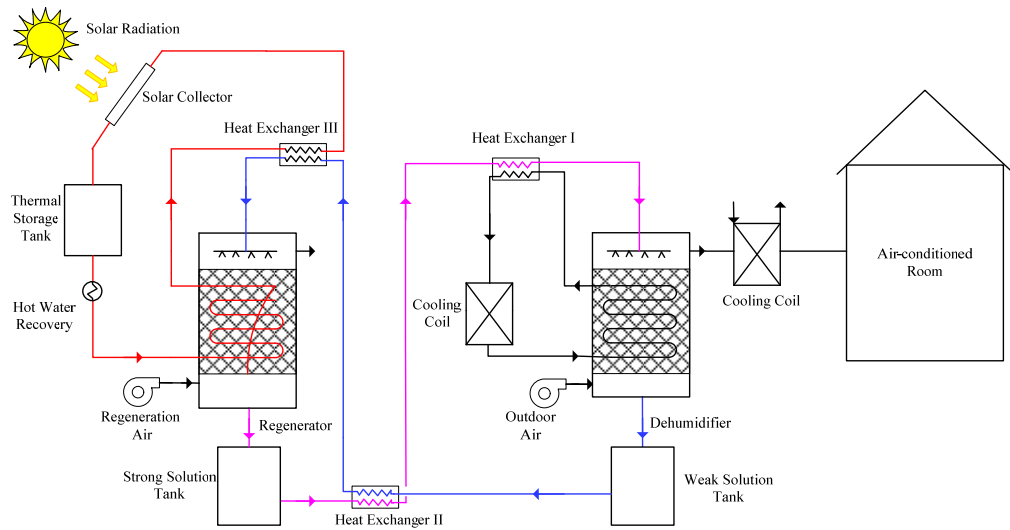 Solar Radiation
Solar Collector
Heat Exchanger III
Heat Exchanger I
Thermal
Storage
Tank
Hot Water
Recovery
Cooling
Coil
Cooling Coil
Air-conditioned
Room
Regeneration
Air
Regenerator
Outdoor
Air
Dehumidifier
Strong Solution
Tank
Heat Exchanger II
Weak Solution
Tank